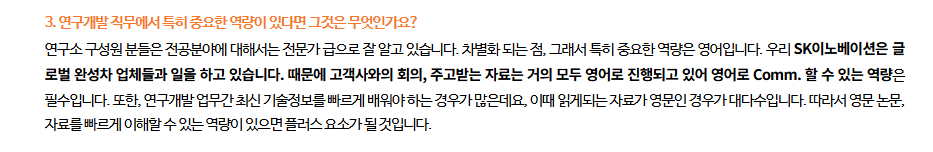 3. 연구개발 직무에서 특히 중요한 역량이 있다면 그것은 무엇인가요?
연구소 구성원 분들은 전공분야에 대해서는 전문가 급으로 잘 알고 있습니다. 차별화 되는 점, 그래서 특히 중요한 역량은 영어입니다. 우리 SK이노베이션은 글
로벌 완성차 업체들과 일을 하고 있습니다. 때문에 고객사와의 회의, 주고받는 자료는 거의 모두 영어로 진행되고 있어 영어로 Comm. 할 수 있는 역량은
필수입니다. 또한, 연구개발 업무간 최신 기술정보를 빠르게 배워야 하는 경우가 많은데요, 이때 읽게되는 자료가 영문인 경우가 대다수입니다. 따라서 영문 논문,
자료를 빠르게 이해할 수 있는 역량이 있으면 플러스 요소가 될 것입니다.